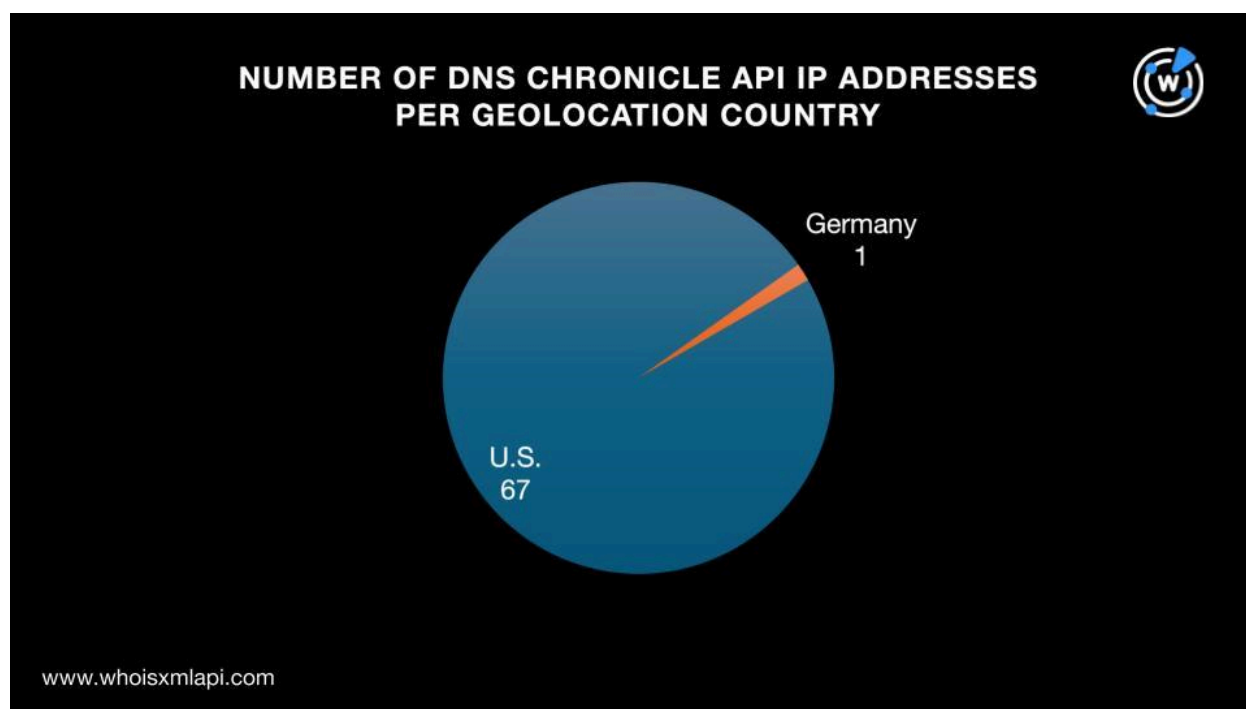 NUMBER OF DNS CHRONICLE API IP ADDRESSES
PER GEOLOCATION COUNTRY
W
Germany
1
U.S.
67
www.whoisxmlapi.com